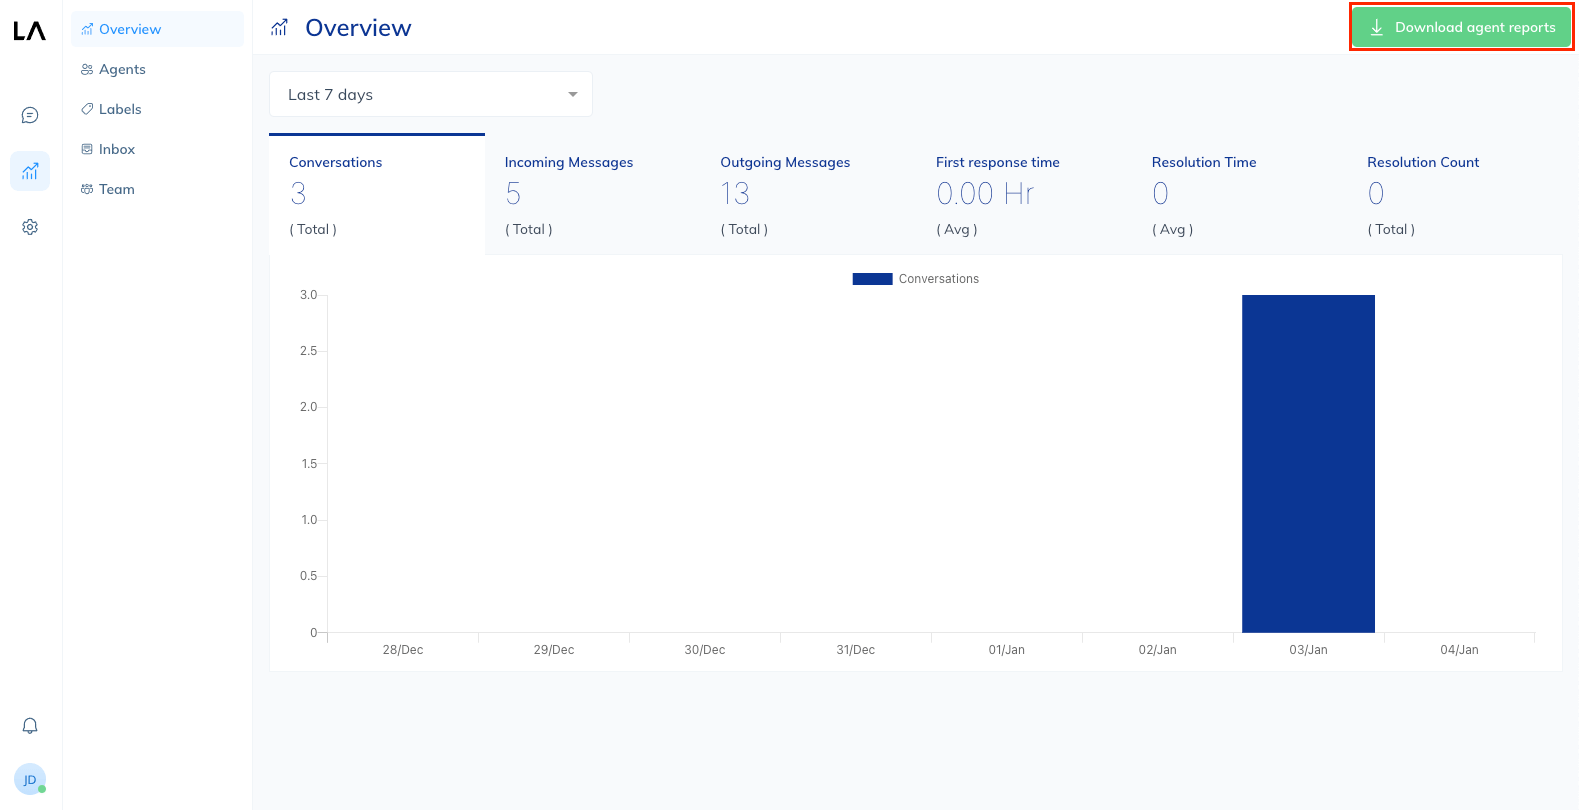 LA
Overview
Agents
Labels
Inbox
Team
JD
Overview
Download agent reports
Last 7 days
Conversations
3
( Total )
Incoming Messages
5
( Total )
Outgoing Messages
13
( Total )
First response time
0.00 Hr
( Avg )
Resolution Time
0
( Avg )
Resolution Count
0
( Total )
Conversations
3.0
2.5
2.0
1.5
1.0
0.5
0
28/Dec
29/Dec
30/Dec
31/Dec
01/Jan
02/Jan
03/Jan
04/Jan